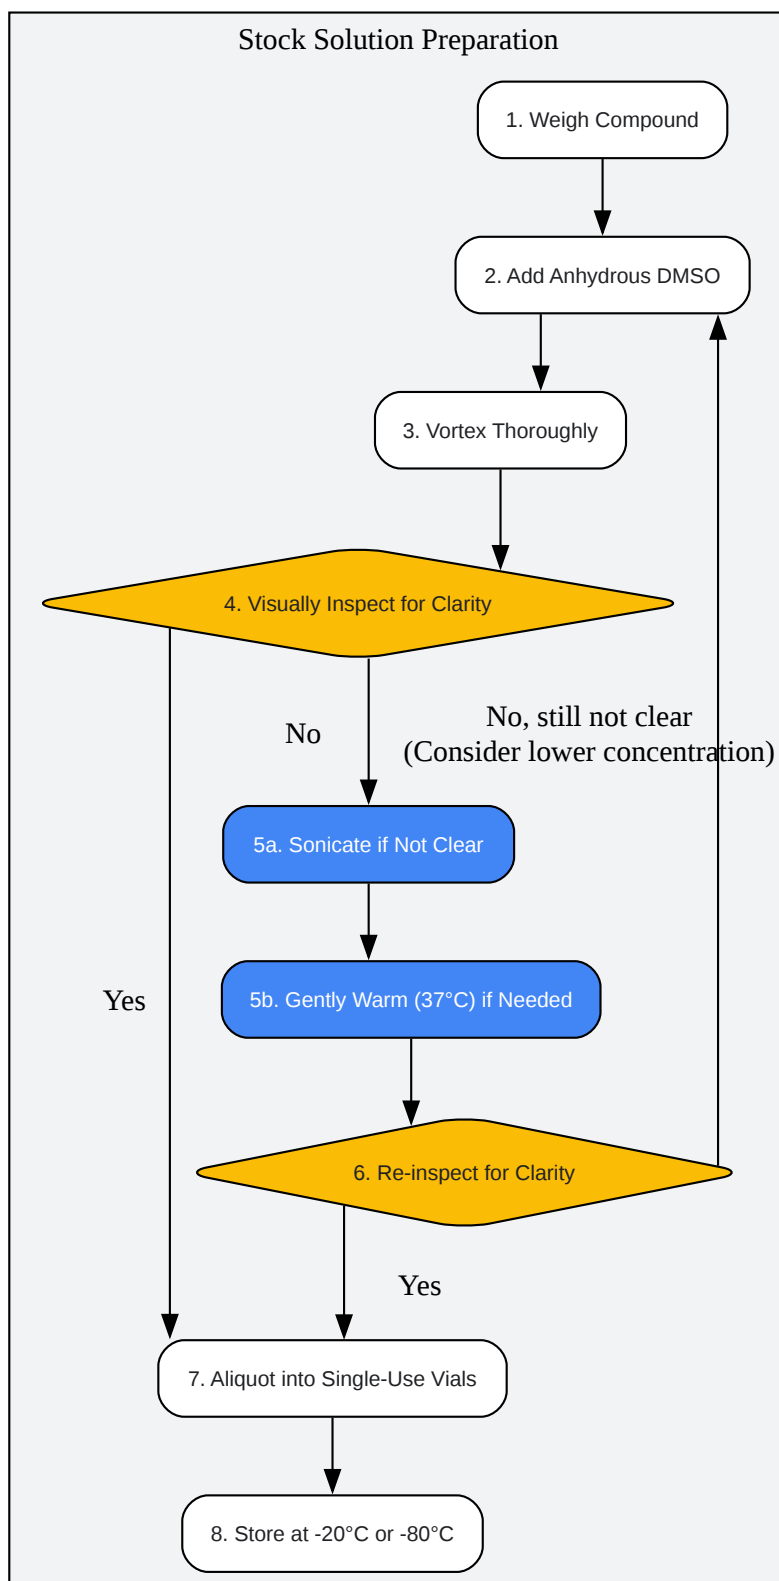 Stock Solution Preparation
1. Weigh Compound
2. Add Anhydrous DMSO
3. Vortex Thoroughly
4. Visually Inspect for Clarity
No
No, still not clear
(Consider lower concentration)
5a. Sonicate if Not Clear
Yes
5b. Gently Warm (37°C) if Needed
6. Re-inspect for Clarity
Yes
7. Aliquot into Single-Use Vials
8. Store at -20°C or -80°C